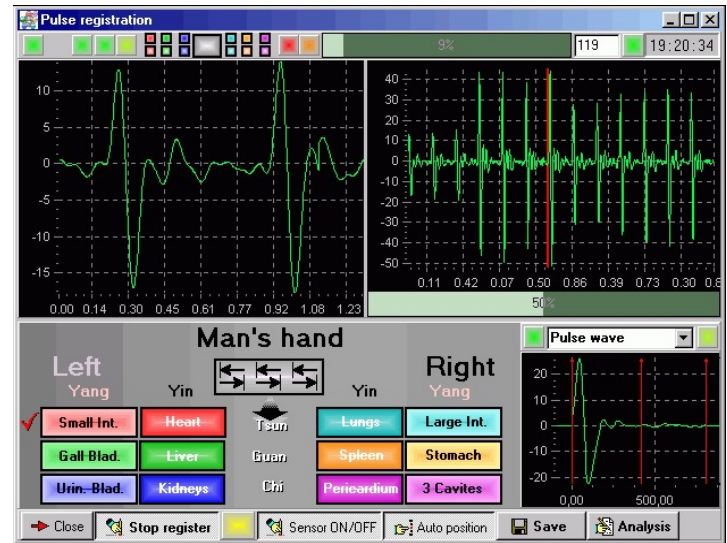 Pulse registration
9% 119 19:20:34
10
5
0
-5
-10
-15
0.00 0.14 0.30 0.45 0.61 0.77 0.92 1.08 1.23
40
30
20
10
0
-10
-20
-30
-40
-50
0.11 0.42 0.07 0.50 0.86 0.39 0.73 0.30 0.8
50%
Man's hand
Left Right
Yang Yin Yin Yang
Small Int. Heart Tsun Lungs Large Int.
Gall Blad. Liver Guan Spleen Stomach
Urin. Blad. Kidneys Chi Pericardium 3 Cavites
Pulse wave
20
10
0
-10
-20
0,00 500,00
Close Stop register Sensor ON/OFF Auto position Save Analysis